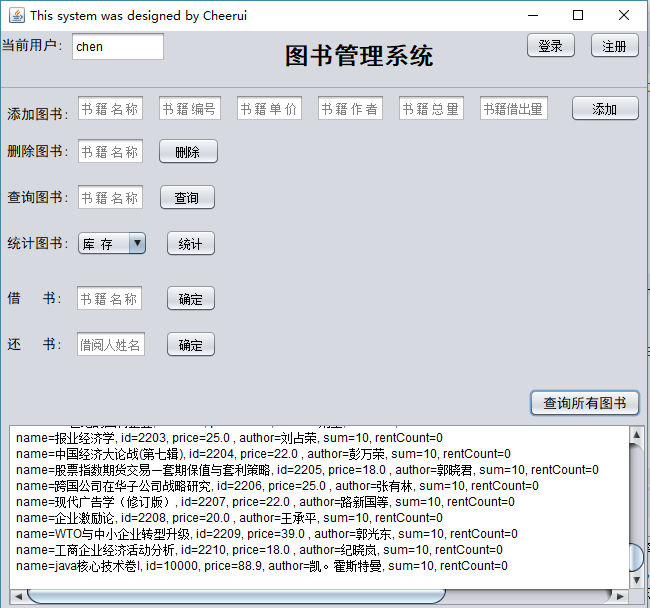 This system was designed by Cheerui
当前用户: chen 图书管理系统 登录 注册
添加图书: 书籍名称 书籍编号 书籍单价 书籍作者 书籍总量 书籍借出量 添加
删除图书: 书籍名称 删除
查询图书: 书籍名称 查询
统计图书: 库存 统计
借 书: 书籍名称 确定
还 书: 借阅人姓名 确定
查询所有图书
name=报业经济学, id=2203, price=25.0 , author=刘占荣, sum=10, rentCount=0
name=中国经济大论战(第七辑), id=2204, price=22.0 , author=彭万荣, sum=10, rentCount=0
name=股票指数期货交易一套期保值与套利策略, id=2205, price=18.0 , author=郭晓君, sum=10, rentCount=0
name=跨国公司在华子公司战略研究, id=2206, price=25.0 , author=张有林, sum=10, rentCount=0
name=现代广告学（修订版）, id=2207, price=22.0 , author=路新国等, sum=10, rentCount=0
name=企业激励论, id=2208, price=20.0 , author=王承平, sum=10, rentCount=0
name=WTO与中小企业转型升级, id=2209, price=39.0 , author=郭光东, sum=10, rentCount=0
name=工商企业经济活动分析, id=2210, price=18.0 , author=纪晓岚, sum=10, rentCount=0
name=java核心技术卷I, id=10000, price=88.9, author=凯。霍斯特曼, sum=10, rentCount=0